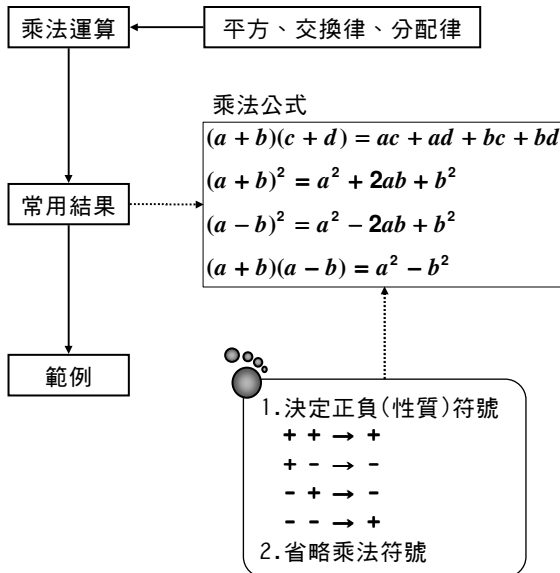 乘法運算
平方、交換律、分配律
乘法公式
(a + b)(c + d) = ac + ad + bc + bd
(a + b)² = a² + 2ab + b²
常用結果
(a − b)² = a² − 2ab + b²
(a + b)(a − b) = a² − b²
範例
1.決定正負(性質)符號
+ + → +
+ - → -
- + → -
- - → +
2.省略乘法符號